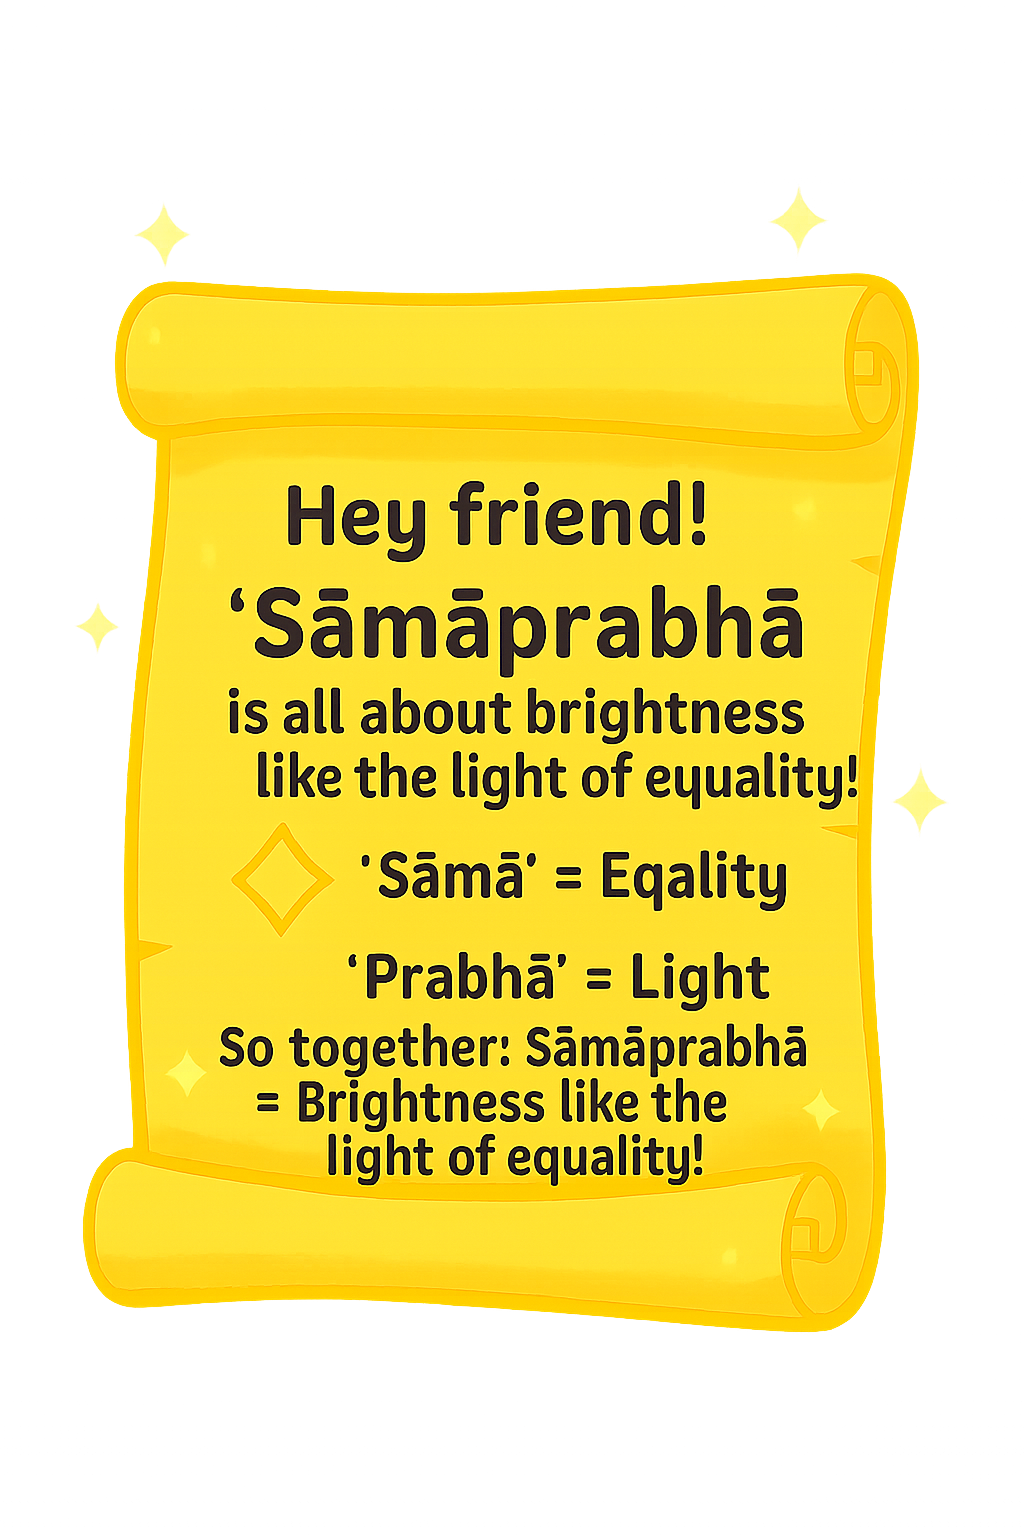 Hey friend!
‘Sāmāprabhā
is all about brightness
like the light of eyuality!
‘Sāmā’ = Eqality
‘Prabhā’ = Light
So together: Sāmāprabhā
= Brightness like the
light of equality!